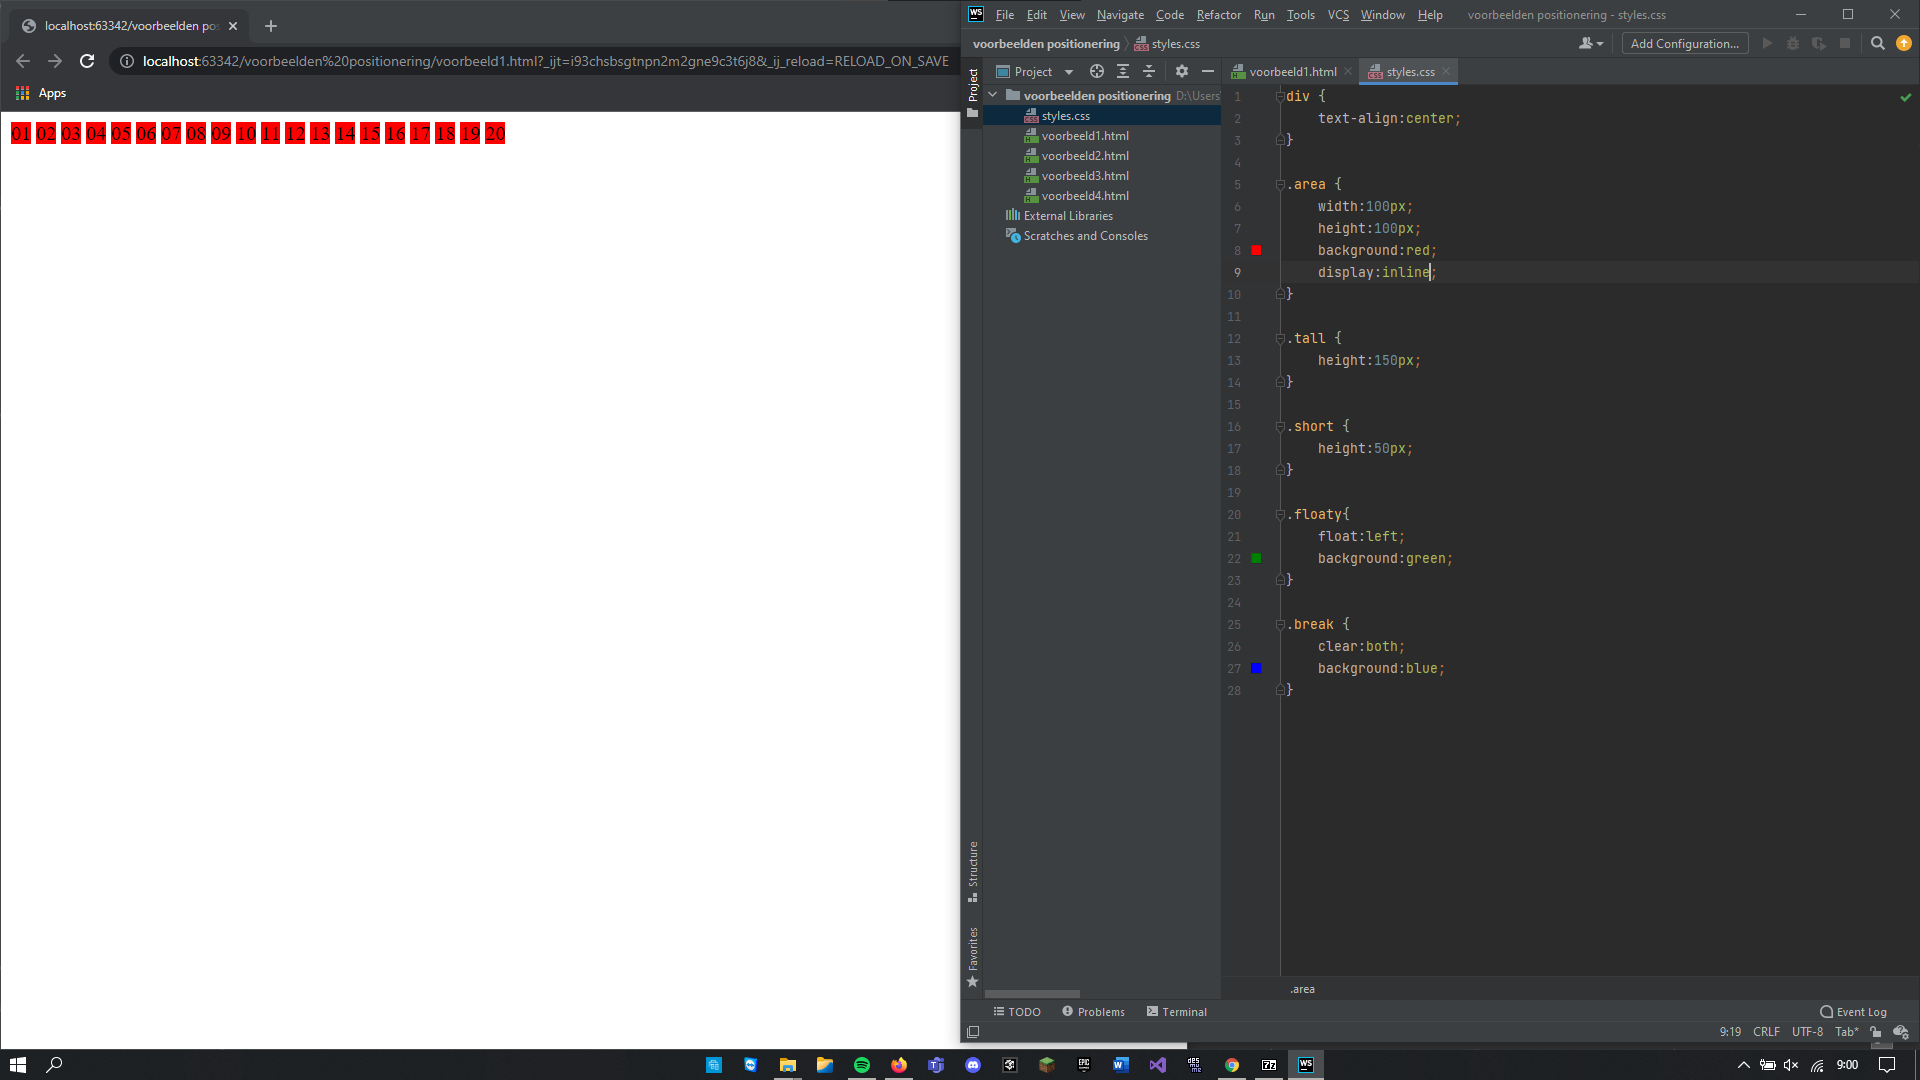 localhost:63342/voorbeelden pos
localhost:63342/voorbeelden%20positionering/voorbeeld1.html?_ijt=i93chsbsgtnpn2m2gne9c3t6j8&_ij_reload=RELOAD_ON_SAVE
Apps
01 02 03 04 05 06 07 08 09 10 11 12 13 14 15 16 17 18 19 20
WS File Edit View Navigate Code Refactor Run Tools VCS Window Help voorbeelden positionering - styles.css
voorbeelden positionering styles.css Add Configuration...
Project
Project
voorbeeld1.html styles.css
voorbeelden positionering D:\Users
styles.css
voorbeeld1.html
voorbeeld2.html
voorbeeld3.html
voorbeeld4.html
External Libraries
Scratches and Consoles
Structure
Favorites
1 div {
2 text-align:center;
3 }
4
5 .area {
6 width:100px;
7 height:100px;
8 background:red;
9 display:inline;
10 }
11
12 .tall {
13 height:150px;
14 }
15
16 .short {
17 height:50px;
18 }
19
20 .floaty{
21 float:left;
22 background:green;
23 }
24
25 .break {
26 clear:both;
27 background:blue;
28 }
.area
TODO Problems Terminal Event Log
9:19 CRLF UTF-8 Tab*
9:00